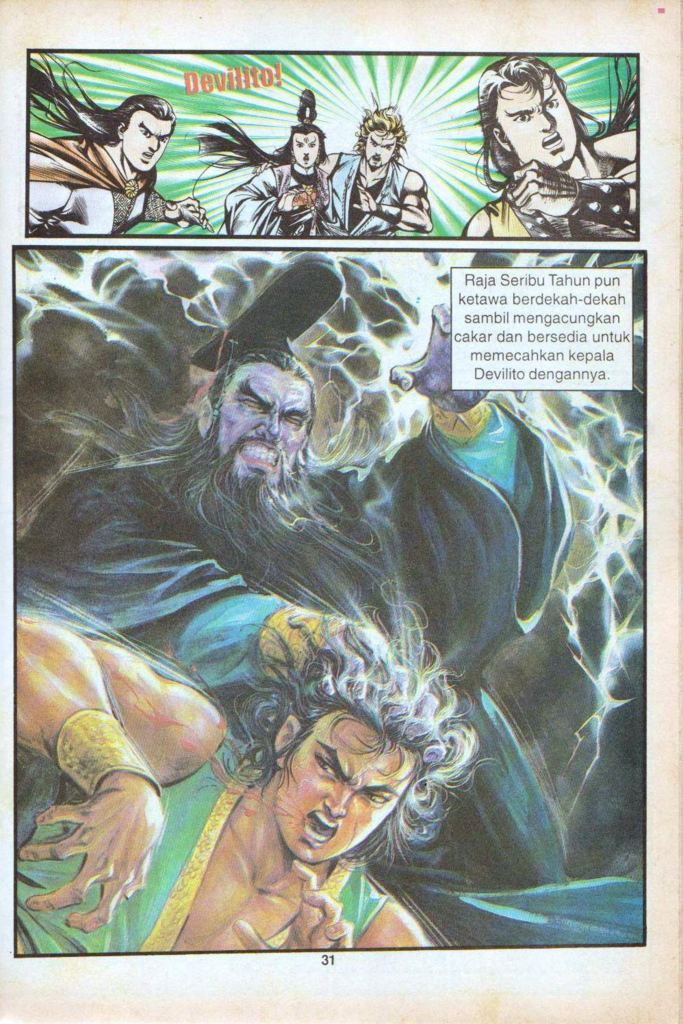 Devilito!
Raja Seribu Tahun pun
ketawa berdekah-dekah
sambil mengacungkan
cakar dan bersedia untuk
memecahkan kepala
Devilito dengannya.
31